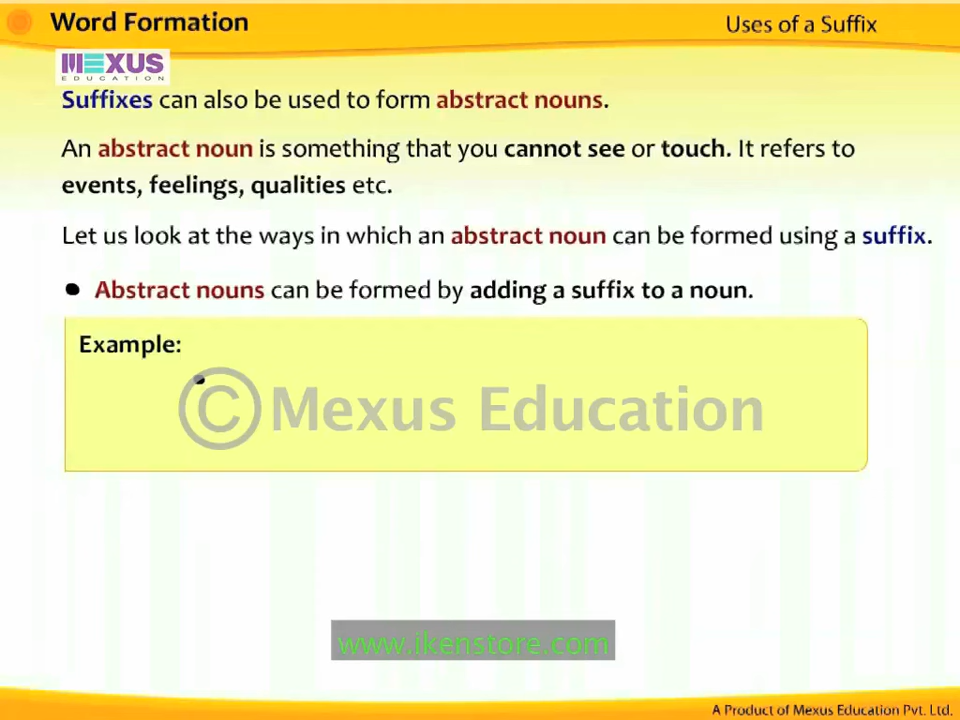 Word Formation
Uses of a Suffix
MEXUS
EDUCATION
Suffixes can also be used to form abstract nouns.
An abstract noun is something that you cannot see or touch. It refers to
events, feelings, qualities etc.
Let us look at the ways in which an abstract noun can be formed using a suffix.
● Abstract nouns can be formed by adding a suffix to a noun.
Example:
•
© Mexus Education
www.ikenstore.com
A Product of Mexus Education Pvt. Ltd.